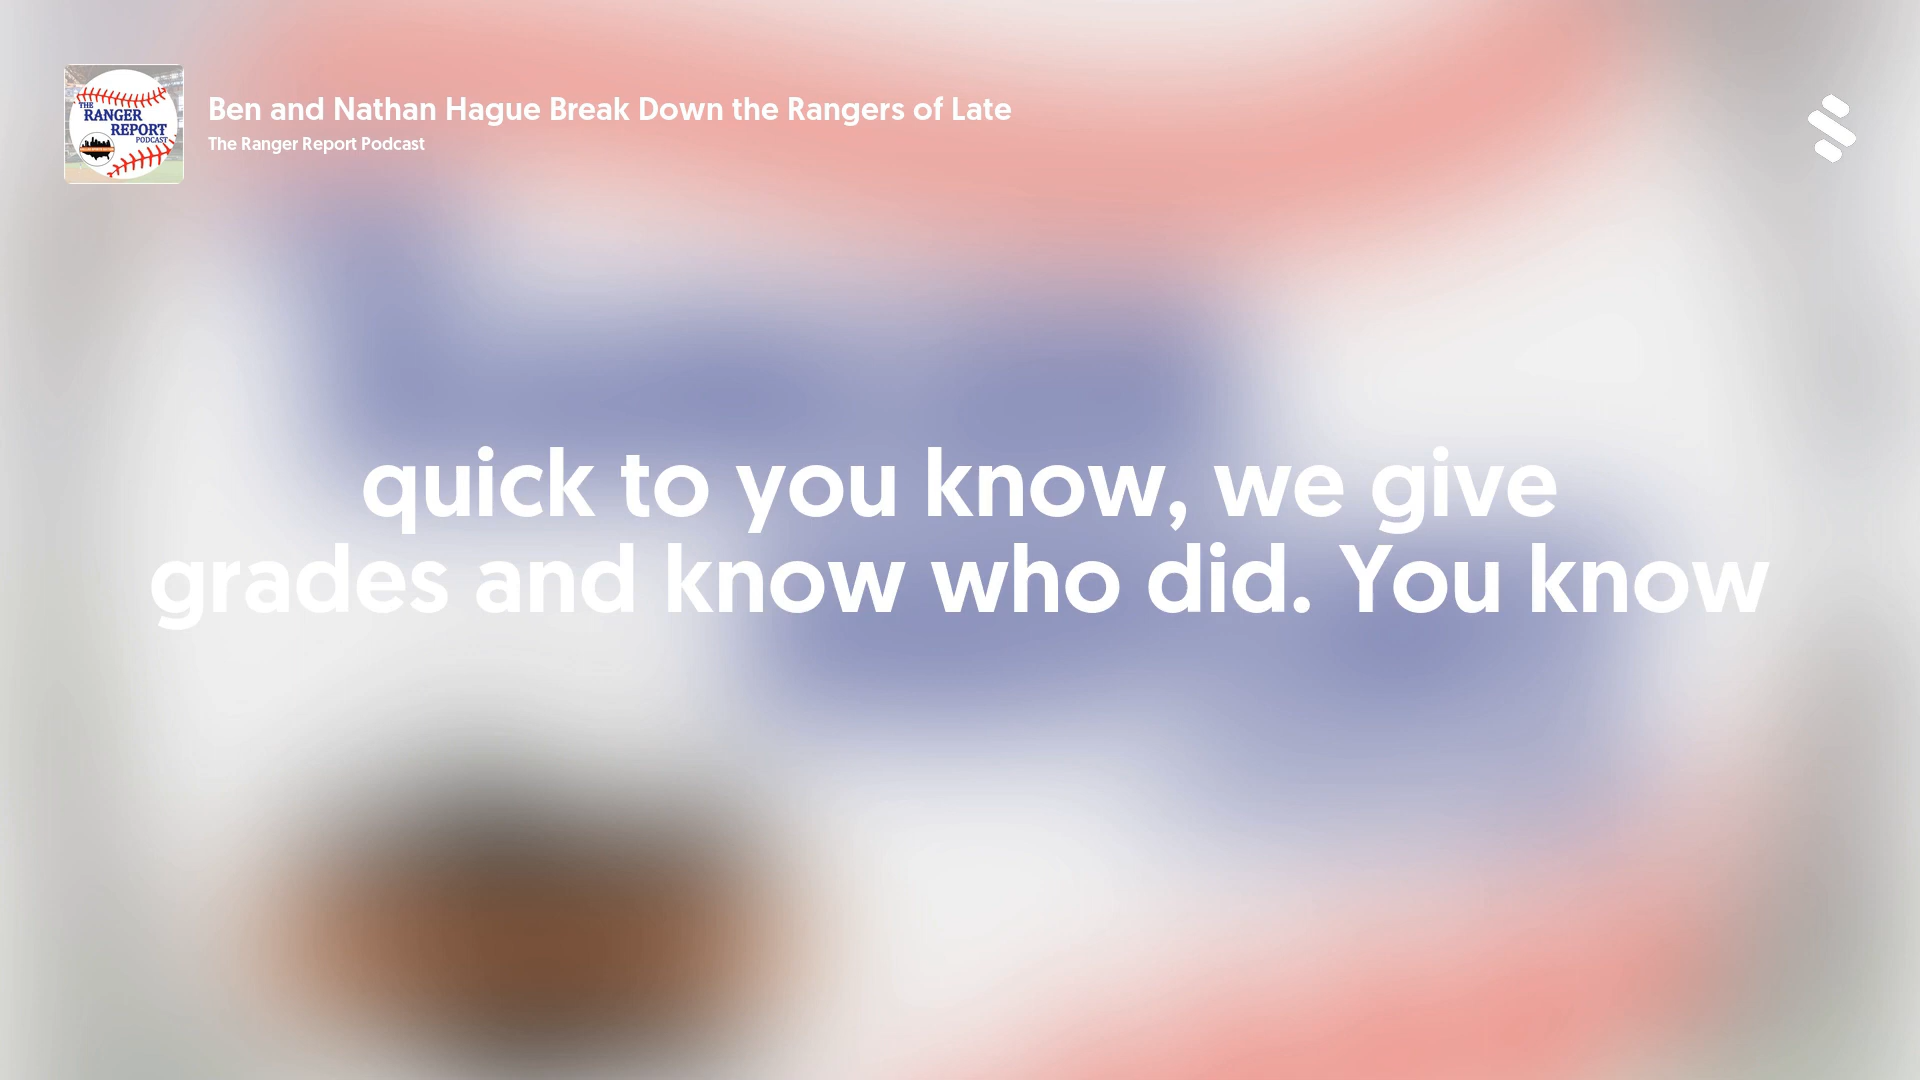 THE
RANGER
REPORT
PODCAST
Ben and Nathan Hague Break Down the Rangers of Late
The Ranger Report Podcast
quick to you know, we give
grades and know who did. You know